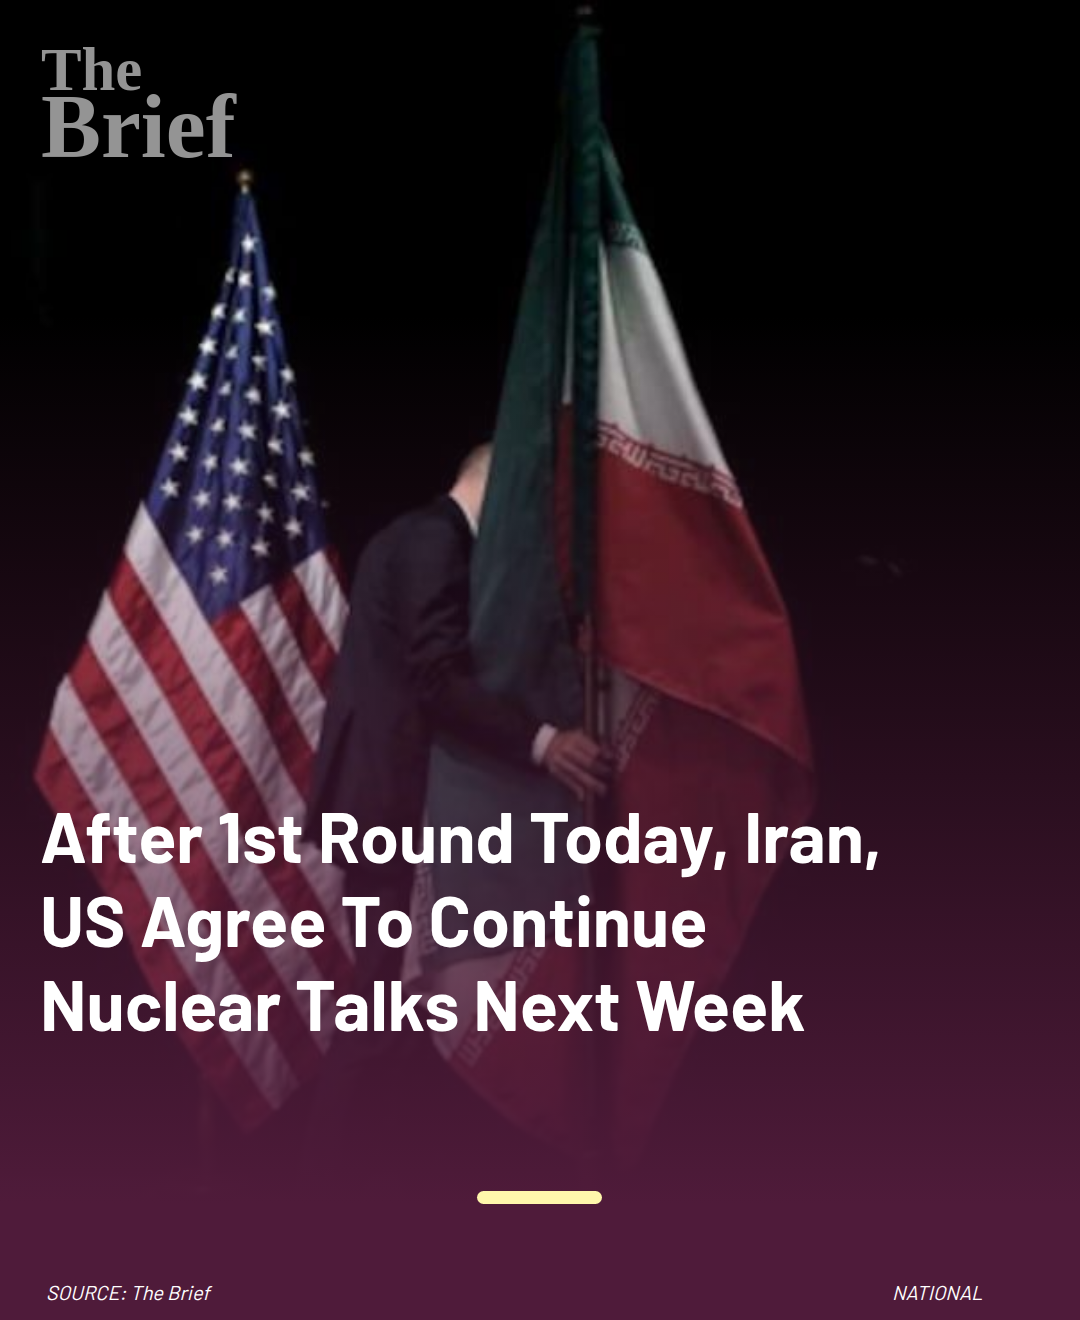 The
Brief
After 1st Round Today, Iran,
US Agree To Continue
Nuclear Talks Next Week
SOURCE: The Brief
NATIONAL